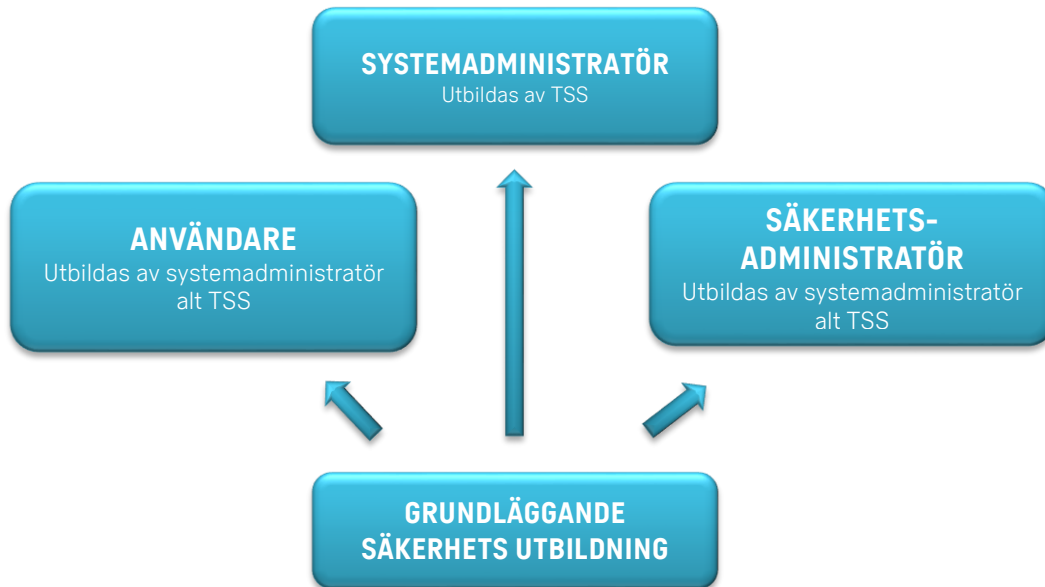 SYSTEMADMINISTRATÖR
Utbildas av TSS
ANVÄNDARE
Utbildas av systemadministratör
alt TSS
SÄKERHETS-
ADMINISTRATÖR
Utbildas av systemadministratör
alt TSS
GRUNDLÄGGANDE
SÄKERHETS UTBILDNING